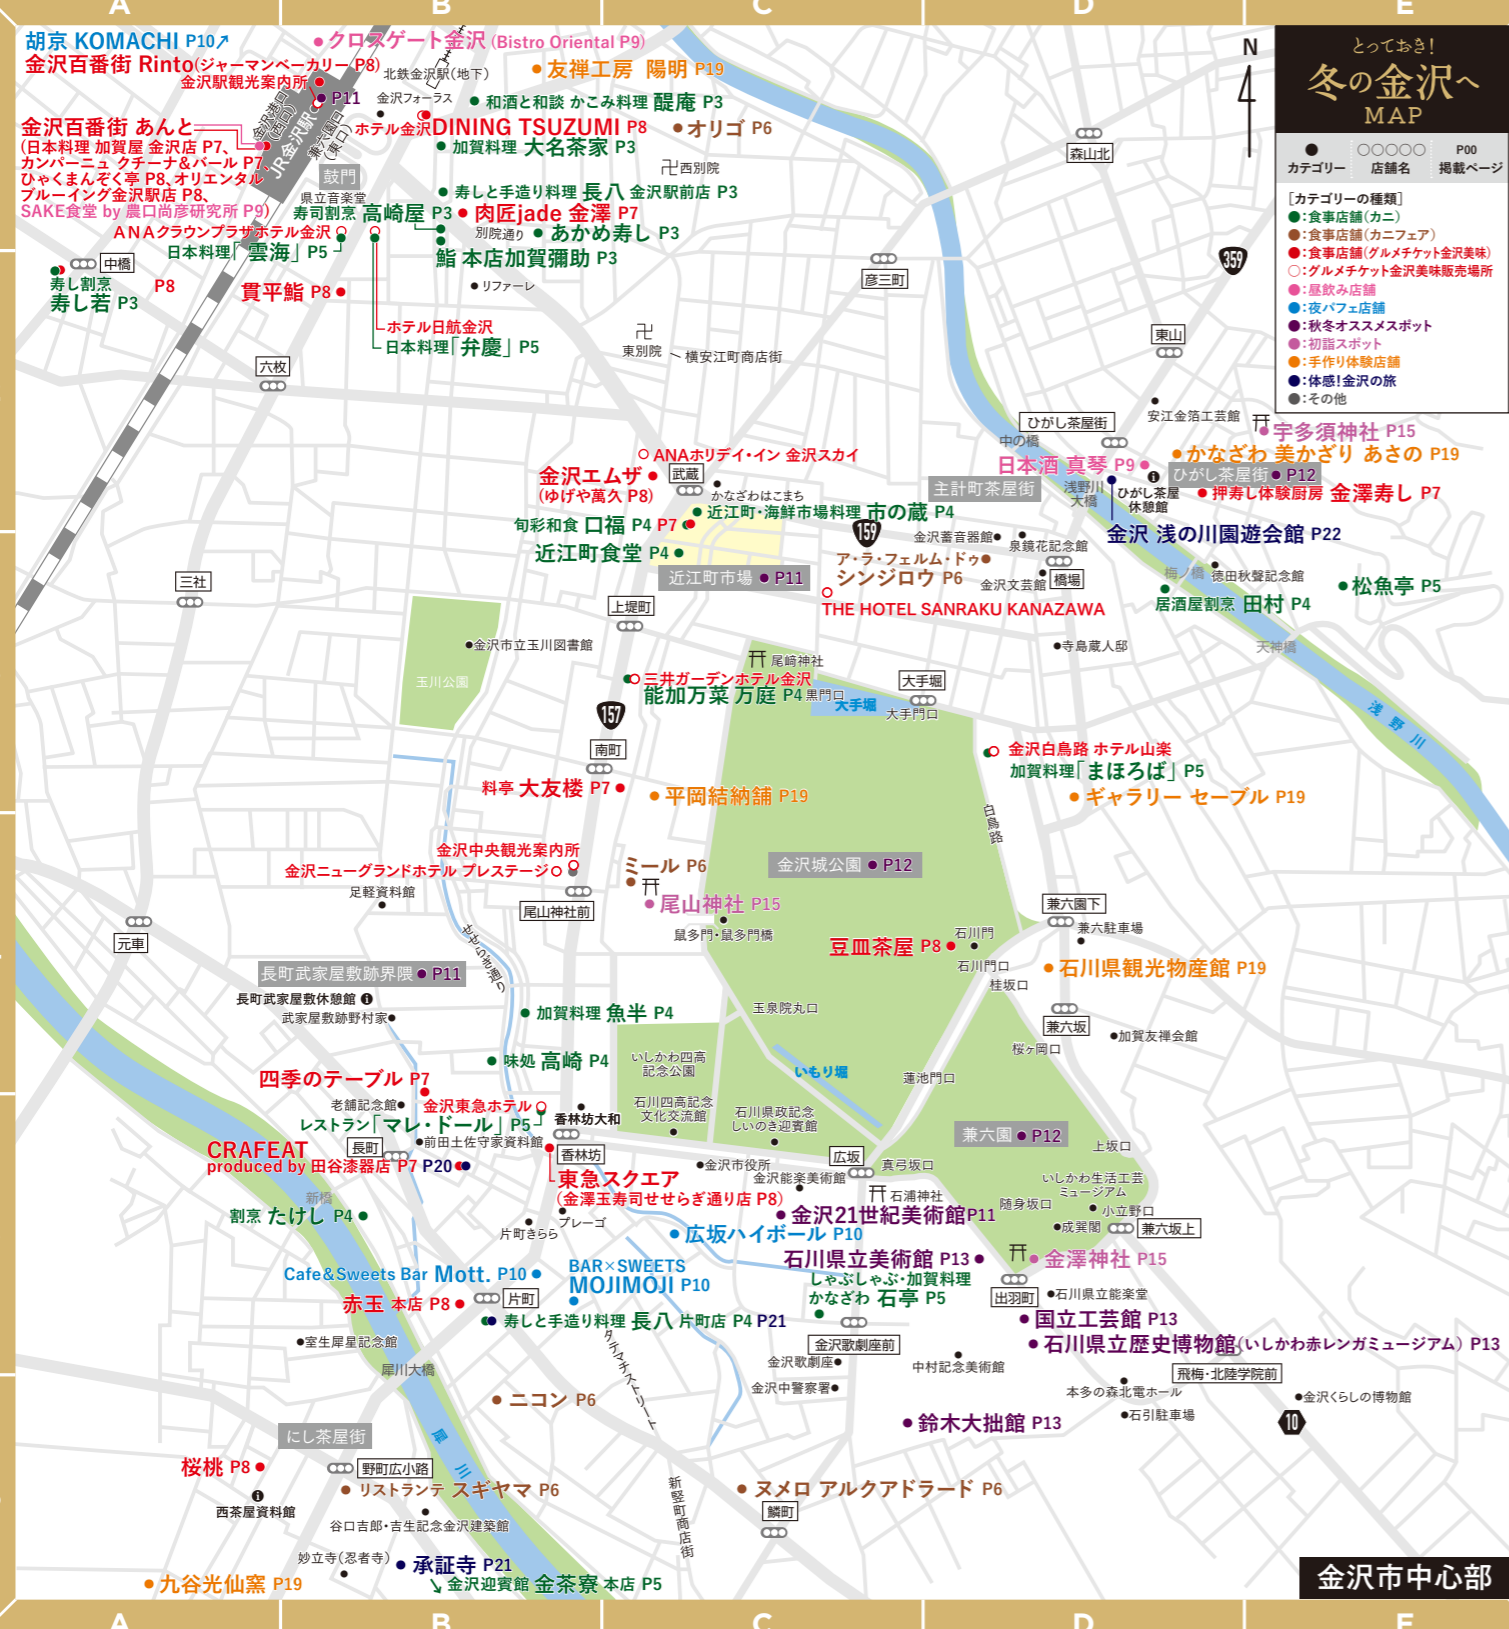 A
B
C
D
E
胡京 KOMACHI P10↗
金沢百番街 Rinto(ジャーマンベーカリー P8)
金沢駅観光案内所
P11
金沢港口
(西口)
JR金沢駅
兼六園口
(東口)
金沢百番街 あんと
(日本料理 加賀屋 金沢店 P7、
カンパーニュ クチーナ&バール P7、
ひゃくまんぞく亭 P8、オリエンタル
ブルーイング金沢駅店 P8、
SAKE食堂 by 農口尚彦研究所 P9)
ANAクラウンプラザホテル金沢
日本料理「雲海」P5
中橋
寿し割烹
寿し若 P3
P8
貫平鮨 P8
クロスゲート金沢 (Bistro Oriental P9)
北鉄金沢駅(地下)
金沢フォーラス
友禅工房 陽明 P19
和酒と和談 かこみ料理 醍庵 P3
ホテル金沢DINING TSUZUMI P8
オリゴ P6
加賀料理 大名茶家 P3
鼓門
県立音楽堂
西別院
寿しと手造り料理 長八 金沢駅前店 P3
寿司割烹 高崎屋 P3
肉匠jade 金澤 P7
別院通り
あかめ寿し P3
鮨 本店加賀彌助 P3
リファーレ
ホテル日航金沢
日本料理「弁慶」P5
東別院
横安江町商店街
六枚
彦三町
森山北
N
359
東山
とっておき!
冬の金沢へ
MAP
カテゴリー
○○○○○
店舗名
P00
掲載ページ
[カテゴリーの種類]
●:食事店舗(カニ)
●:食事店舗(カニフェア)
●:食事店舗(グルメチケット金沢美味)
○:グルメチケット金沢美味販売場所
●:昼飲み店舗
●:夜パフェ店舗
●:秋冬オススメスポット
●:初詣スポット
●:手作り体験店舗
●:体感!金沢の旅
●:その他
安江金箔工芸館
ひがし茶屋街
中の橋
宇多須神社 P15
かなざわ 美かざり あさの P19
日本酒 真琴 P9
ひがし茶屋街 P12
主計町茶屋街
浅野川
大橋
ひがし茶屋
休憩館
押寿し体験厨房 金澤寿し P7
金沢 浅の川園遊会館 P22
ANAホリデイ・イン 金沢スカイ
金沢エムザ
(ゆげや萬久 P8)
武蔵
かなざわはこまち
近江町・海鮮市場料理 市の蔵 P4
旬彩和食 口福 P4 P7
近江町食堂 P4
近江町市場 P11
159
金沢蓄音器館
泉鏡花記念館
ア・ラ・フェルム・ドゥ
シンジロウ P6
金沢文芸館
橋場
THE HOTEL SANRAKU KANAZAWA
梅ノ橋
徳田秋聲記念館
居酒屋割烹 田村 P4
松魚亭 P5
天神橋
寺島蔵人邸
浅野川
三社
上堤町
金沢市立玉川図書館
玉川公園
尾﨑神社
三井ガーデンホテル金沢
能加万菜 万庭 P4
黒門口
大手堀
大手堀
大手門口
157
南町
料亭 大友楼 P7
平岡結納舗 P19
金沢白鳥路 ホテル山楽
加賀料理「まほろば」P5
ギャラリー セーブル P19
白鳥路
金沢中央観光案内所
金沢ニューグランドホテル プレステージ
足軽資料館
尾山神社前
ミール P6
尾山神社 P15
鼠多門・鼠多門橋
金沢城公園 P12
豆皿茶屋 P8
石川門
石川門口
兼六園下
兼六駐車場
石川県観光物産館 P19
桂坂口
元車
せせらぎ通り
長町武家屋敷跡界隈 P11
長町武家屋敷休憩館
武家屋敷跡野村家
加賀料理 魚半 P4
玉泉院丸口
兼六坂
加賀友禅会館
桜ヶ岡口
味処 高崎 P4
いしかわ四高
記念公園
いもり堀
蓮池門口
四季のテーブル P7
老舗記念館
金沢東急ホテル
レストラン「マレ・ドール」P5
香林坊大和
石川四高記念
文化交流館
石川県政記念
しいのき迎賓館
兼六園 P12
上坂口
CRAFEAT
produced by 田谷漆器店 P7 P20
長町
前田土佐守家資料館
香林坊
東急スクエア
(金澤玉寿司せせらぎ通り店 P8)
金沢市役所
広坂
金沢能楽美術館
真弓坂口
石浦神社
いしかわ生活工芸
ミュージアム
随身坂口
小立野口
成巽閣
兼六坂上
新橋
割烹 たけし P4
片町きらら
プレーゴ
金沢21世紀美術館P11
広坂ハイボール P10
石川県立美術館 P13
金澤神社 P15
Cafe&Sweets Bar Mott. P10
BAR×SWEETS
MOJIMOJI P10
しゃぶしゃぶ・加賀料理
かなざわ 石亭 P5
出羽町
石川県立能楽堂
赤玉 本店 P8
片町
寿しと手造り料理 長八 片町店 P4 P21
国立工芸館 P13
石川県立歴史博物館(いしかわ赤レンガミュージアム) P13
室生犀星記念館
犀川大橋
タテマチストリート
金沢歌劇座前
金沢歌劇座
金沢中警察署
中村記念美術館
飛梅・北陸学院前
本多の森北電ホール
石引駐車場
金沢くらしの博物館
10
ニコン P6
鈴木大拙館 P13
にし茶屋街
犀川
桜桃 P8
西茶屋資料館
野町広小路
リストランテ スギヤマ P6
谷口吉郎・吉生記念金沢建築館
新竪町商店街
ヌメロ アルクアドラード P6
鱗町
妙立寺(忍者寺)
承証寺 P21
九谷光仙窯 P19
↘ 金沢迎賓館 金茶寮 本店 P5
金沢市中心部
A
B
C
D
E